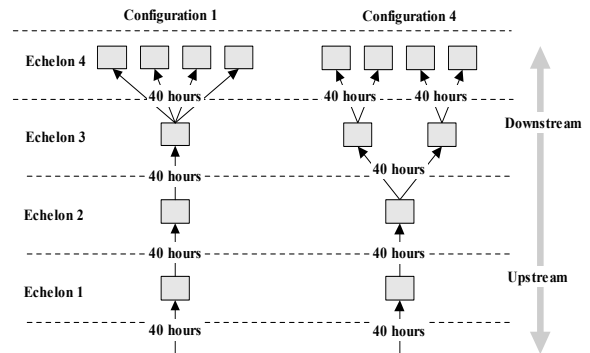 Configuration 1 Configuration 4
Echelon 4
40 hours 40 hours 40 hours
Downstream
Echelon 3
40 hours 40 hours
Echelon 2
40 hours 40 hours
Upstream
Echelon 1
40 hours 40 hours